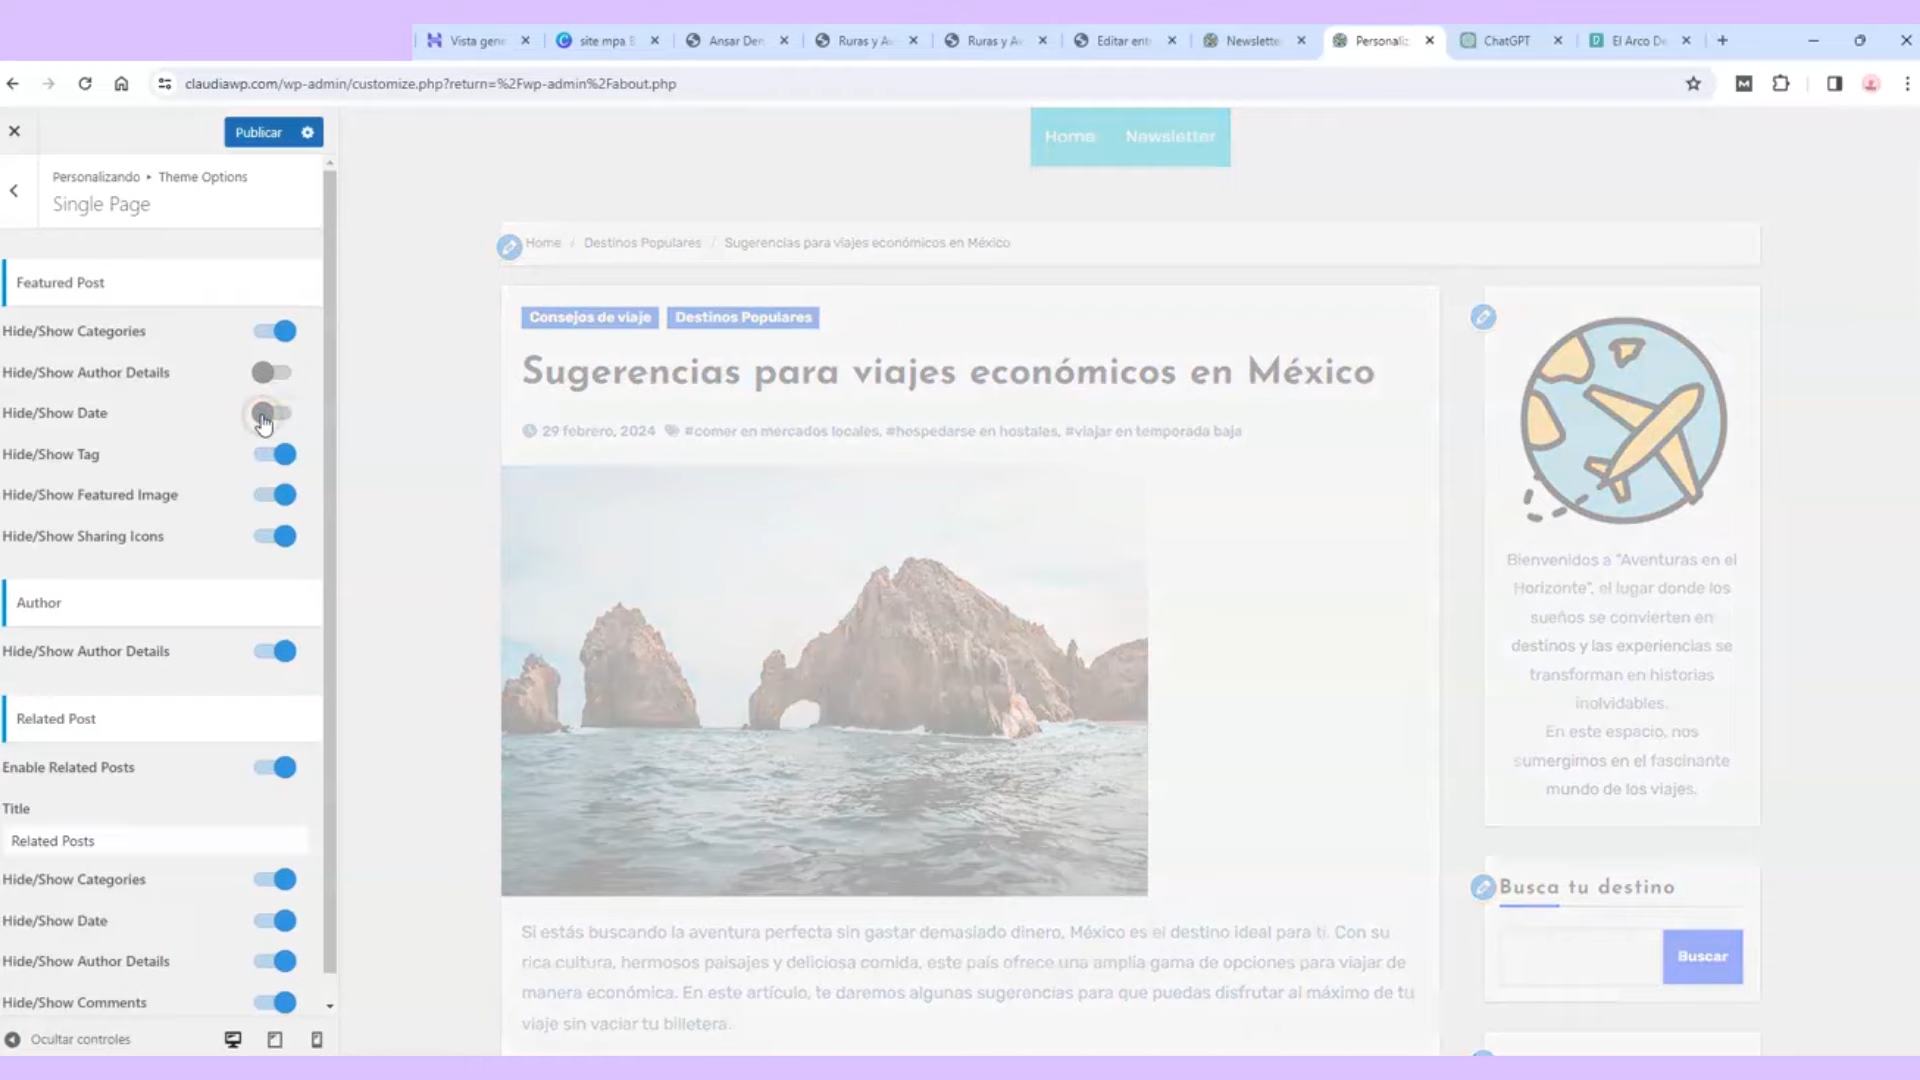 Vista gene
site mpa E
Ansar Den
Ruras y Av
Ruras y Av
Editar entr
Newslette
Personaliz
ChatGPT
El Arco De
claudiawp.com/wp-admin/customize.php?return=%2Fwp-admin%2Fabout.php
Publicar
Personalizando ▸ Theme Options
Single Page
Featured Post
Hide/Show Categories
Hide/Show Author Details
Hide/Show Date
Hide/Show Tag
Hide/Show Featured Image
Hide/Show Sharing Icons
Author
Hide/Show Author Details
Related Post
Enable Related Posts
Title
Related Posts
Hide/Show Categories
Hide/Show Date
Hide/Show Author Details
Hide/Show Comments
Ocultar controles
Home Newsletter
Home / Destinos Populares / Sugerencias para viajes económicos en México
Consejos de viaje Destinos Populares
Sugerencias para viajes económicos en México
29 febrero, 2024 #comer en mercados locales, #hospedarse en hostales, #viajar en temporada baja
Si estás buscando la aventura perfecta sin gastar demasiado dinero, México es el destino ideal para ti. Con su
rica cultura, hermosos paisajes y deliciosa comida, este país ofrece una amplia gama de opciones para viajar de
manera económica. En este artículo, te daremos algunas sugerencias para que puedas disfrutar al máximo de tu
viaje sin vaciar tu billetera.
Bienvenidos a "Aventuras en el
Horizonte", el lugar donde los
sueños se convierten en
destinos y las experiencias se
transforman en historias
inolvidables.
En este espacio, nos
sumergimos en el fascinante
mundo de los viajes.
Busca tu destino
Buscar